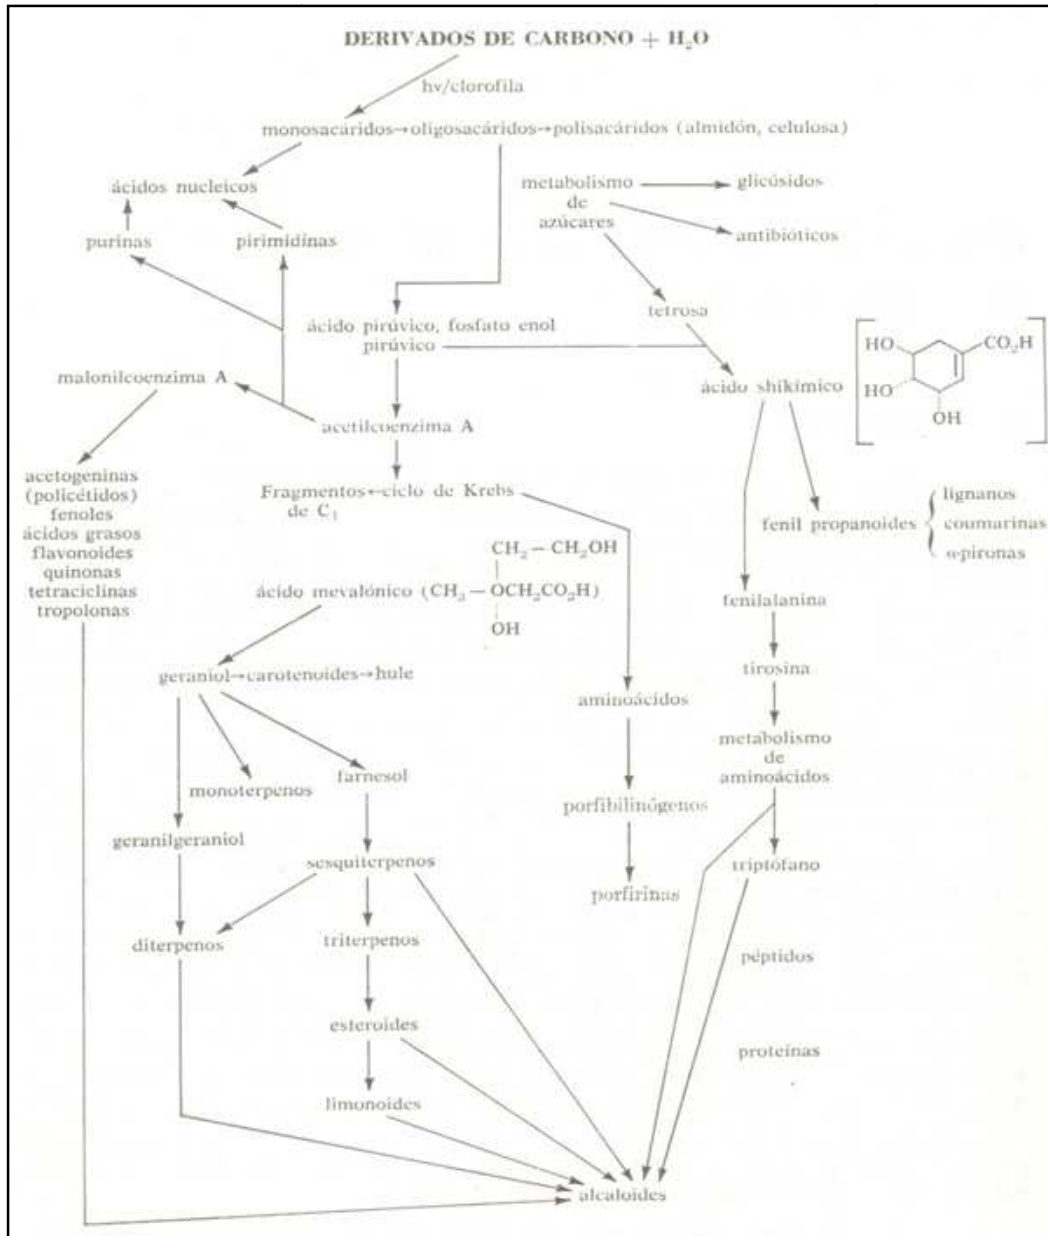 DERIVADOS DE CARBONO + H₂O
hv/clorofila
monosacáridos→oligosacáridos→polisacáridos (almidón, celulosa)
ácidos nucleicos
metabolismo
de
azúcares
glicósidos
antibióticos
purinas
pirimidínas
tetrosa
ácido pirúvico, fosfato enol
pirúvico
HO
CO₂H
HO
OH
malonilcoenzima A
ácido shikímico
acetilcoenzima A
acetogeninas
(policétidos)
fenoles
ácidos grasos
flavonoides
quinonas
tetraciclinas
tropolonas
Fragmentos←ciclo de Krebs
de C₁
fenil propanoides
lignanos
coumarinas
α-pironas
CH₂—CH₂OH
ácido mevalónico (CH₃—OCH₂CO₂H)
OH
fenilalanina
geraniol→carotenoides→hule
tirosina
aminoácidos
metabolismo
de
aminoácidos
monoterpenos
farnesol
porfibilinógenos
geranilgeraniol
sesquiterpenos
triptófano
porfirinas
diterpenos
triterpenos
péptidos
esteroides
proteínas
limonoides
alcaloides